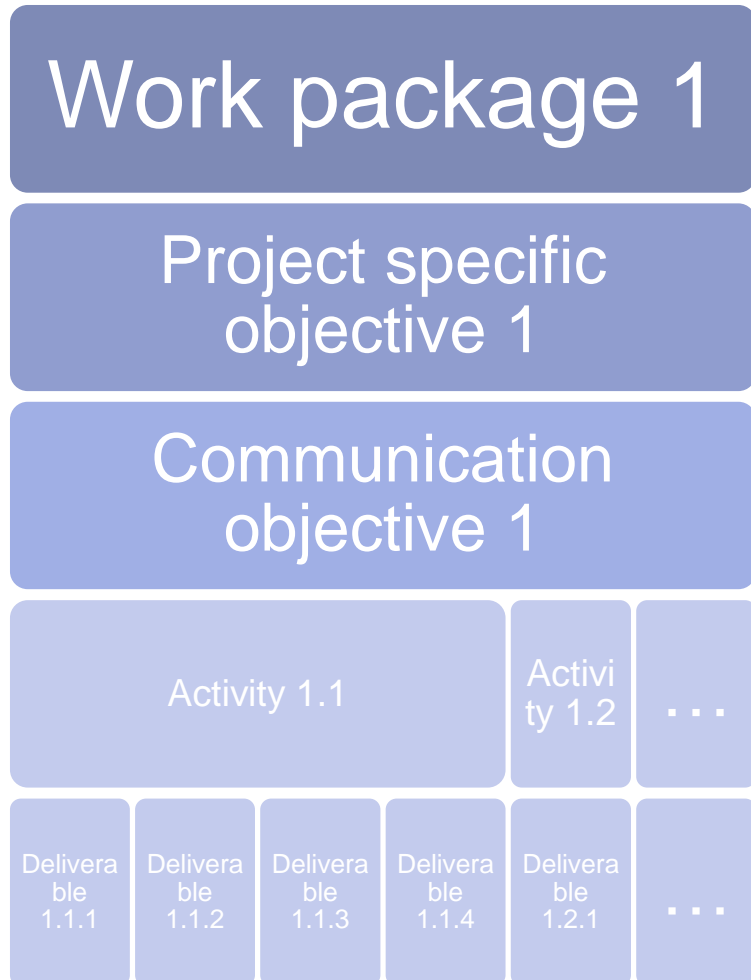 Work package 1
Project specific
objective 1
Communication
objective 1
Activity 1.1
Activi
ty 1.2
...
Delivera
ble
1.1.1
Delivera
ble
1.1.2
Delivera
ble
1.1.3
Delivera
ble
1.1.4
Delivera
ble
1.2.1
...